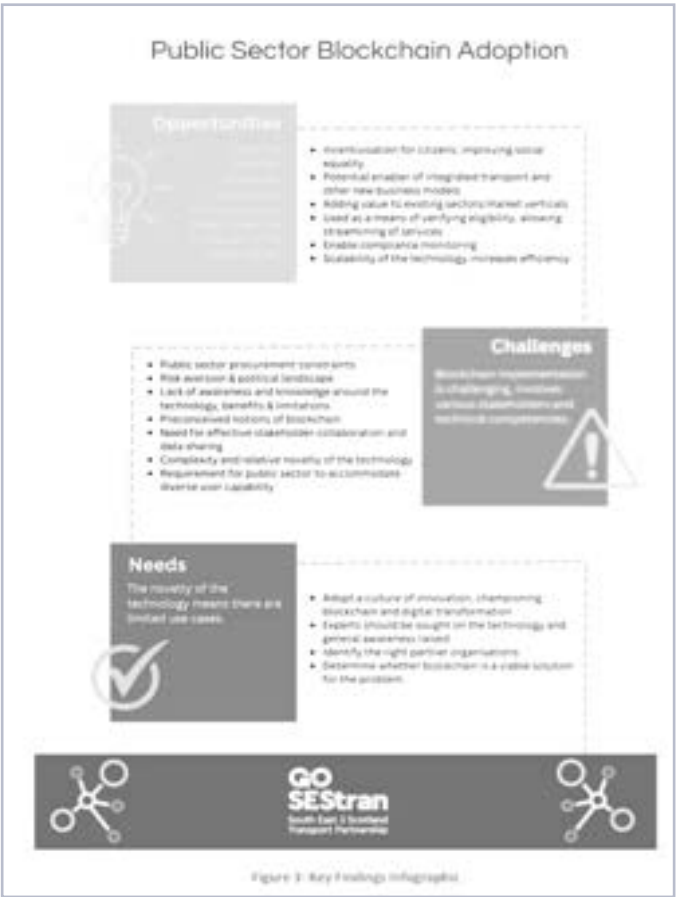 Public Sector Blockchain Adoption
Opportunities
• Incentivisation for citizens, improving social
equality
• Potential enabler of integrated transport and
other new business models
• Adding value to existing sectors/market verticals
• Used as a means of verifying eligibility, allowing
streamlining of services
• Enable compliance monitoring
• Scalability of the technology increases efficiency
Challenges
Blockchain implementation
is challenging, involves
various stakeholders and
technical competencies.
• Public sector procurement constraints
• Risk aversion & political landscape
• Lack of awareness and knowledge around the
technology, benefits & limitations
• Preconceived notions of blockchain
• Need for effective stakeholder collaboration and
data sharing
• Complexity and relative novelty of the technology
• Requirement for public sector to accommodate
diverse user capability
Needs
The novelty of the
technology means there are
limited use cases.
• Adopt a culture of innovation, championing
blockchain and digital transformation
• Experts should be sought on the technology and
general awareness raised
• Identify the right partner organisations
• Determine whether blockchain is a viable solution
for the problem
GO
SEStran
South East Scotland
Transport Partnership
Figure 3: Key Findings Infographic